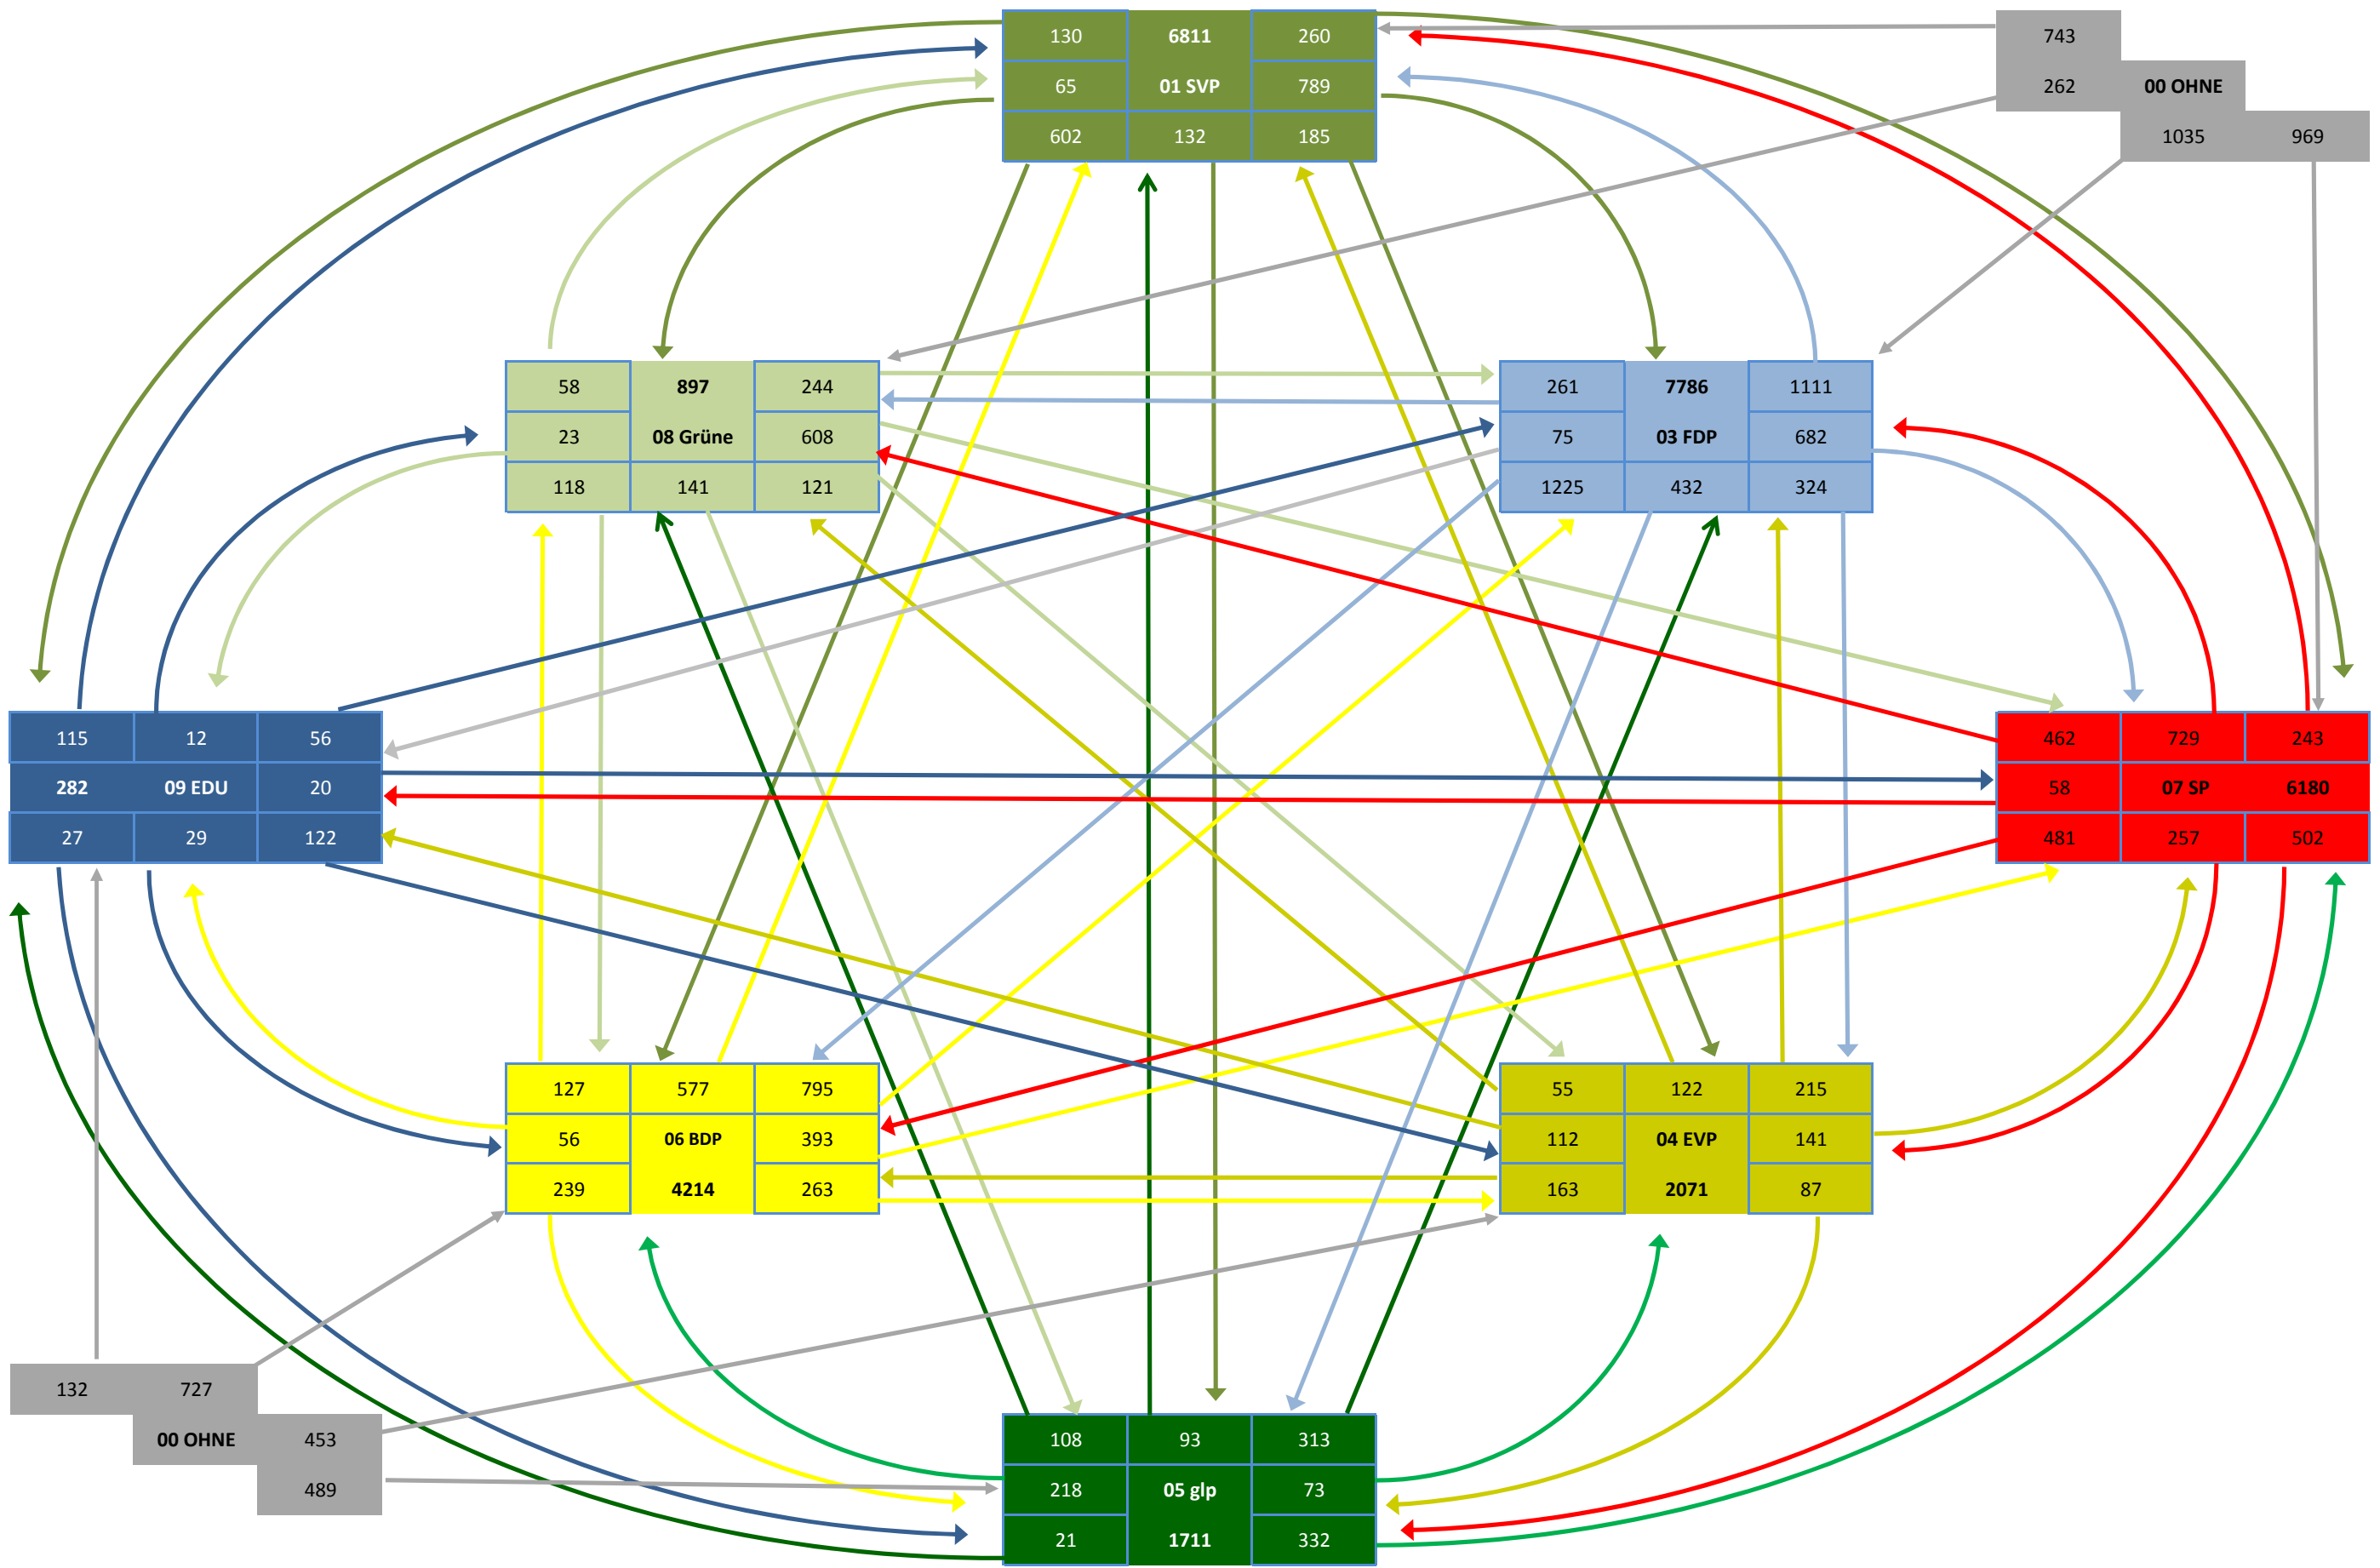 130 6811 260
65 01 SVP 789
602 132 185
743
262 00 OHNE
1035 969
58 897 244
23 08 Grüne 608
118 141 121
261 7786 1111
75 03 FDP 682
1225 432 324
115 12 56
282 09 EDU 20
27 29 122
462 729 243
58 07 SP 6180
481 257 502
127 577 795
56 06 BDP 393
239 4214 263
55 122 215
112 04 EVP 141
163 2071 87
132 727
00 OHNE 453
489
108 93 313
218 05 glp 73
21 1711 332